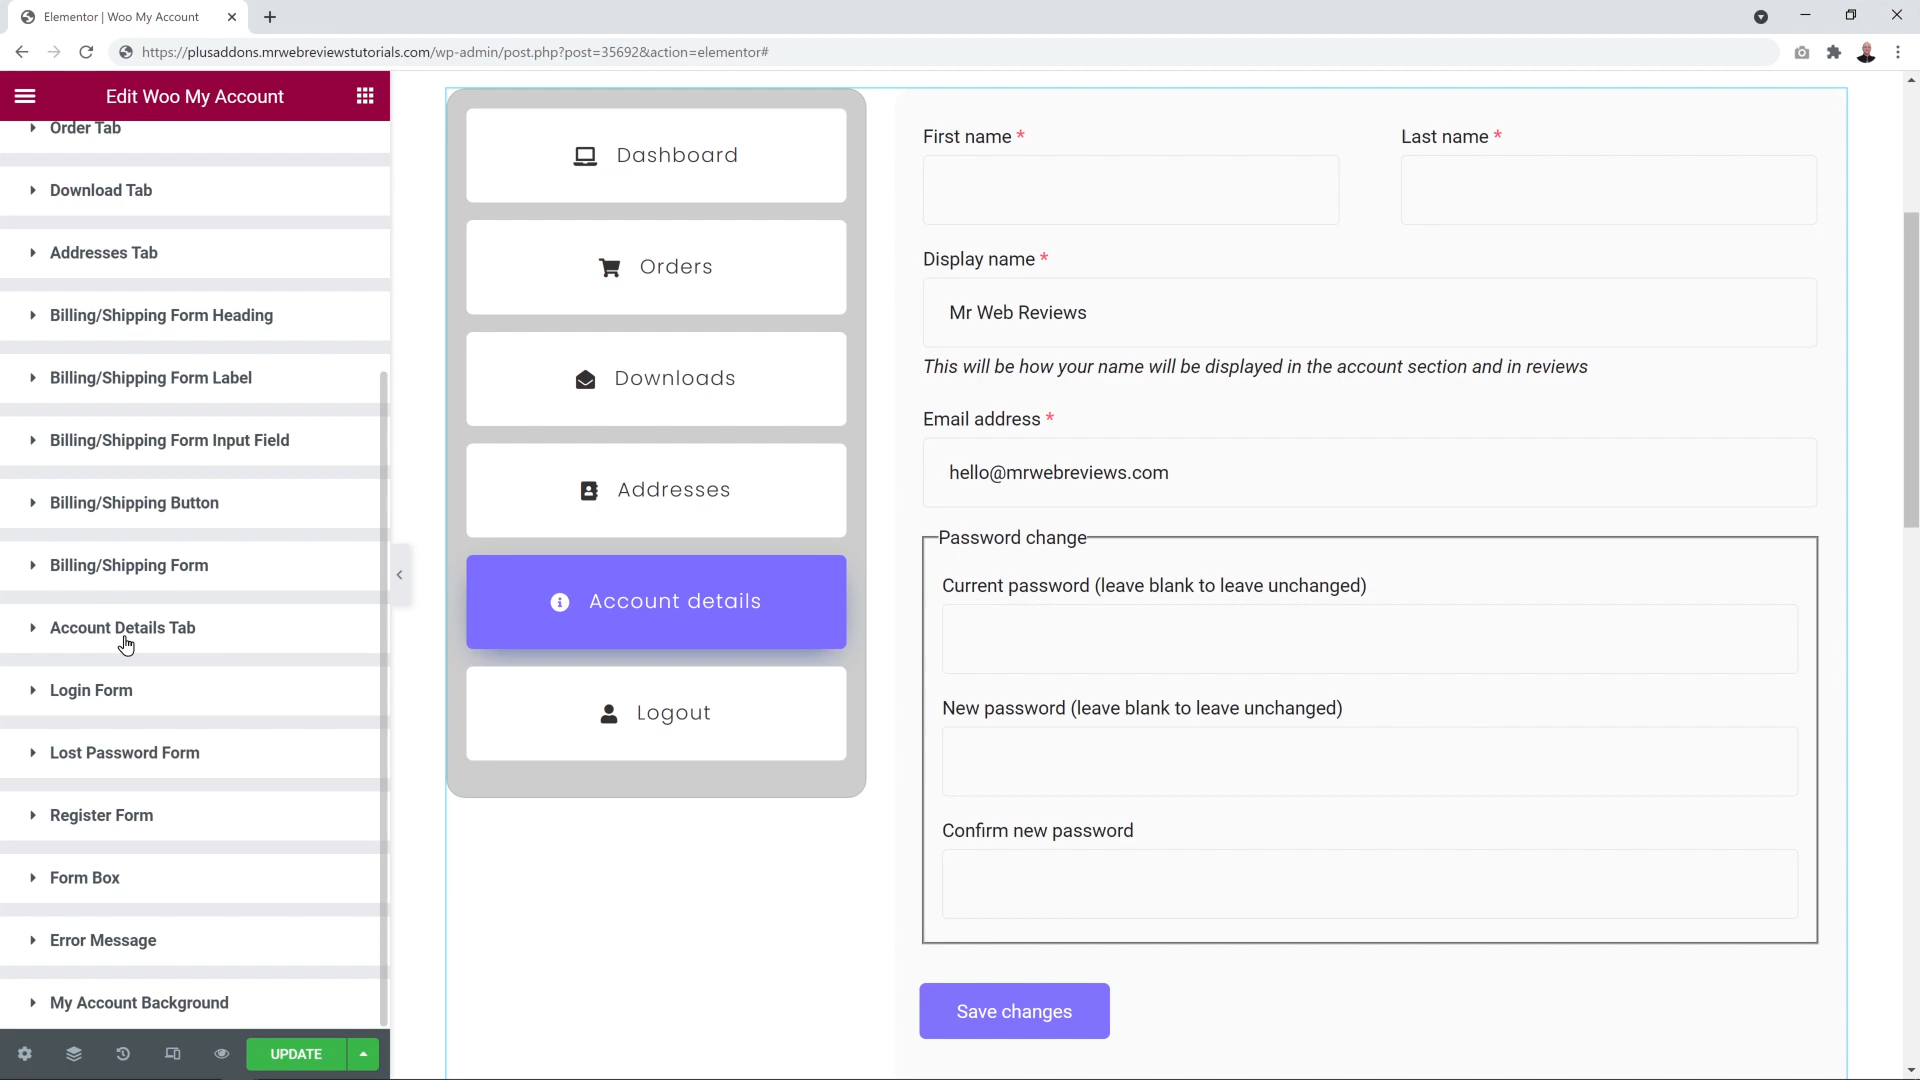 Elementor | Woo My Account
https://plusaddons.mrwebreviewstutorials.com/wp-admin/post.php?post=35692&action=elementor#
Edit Woo My Account
Order Tab
Download Tab
Addresses Tab
Billing/Shipping Form Heading
Billing/Shipping Form Label
Billing/Shipping Form Input Field
Billing/Shipping Button
Billing/Shipping Form
Account Details Tab
Login Form
Lost Password Form
Register Form
Form Box
Error Message
My Account Background
UPDATE
Dashboard
Orders
Downloads
Addresses
Account details
Logout
First name *
Last name *
Display name *
Mr Web Reviews
This will be how your name will be displayed in the account section and in reviews
Email address *
hello@mrwebreviews.com
Password change
Current password (leave blank to leave unchanged)
New password (leave blank to leave unchanged)
Confirm new password
Save changes